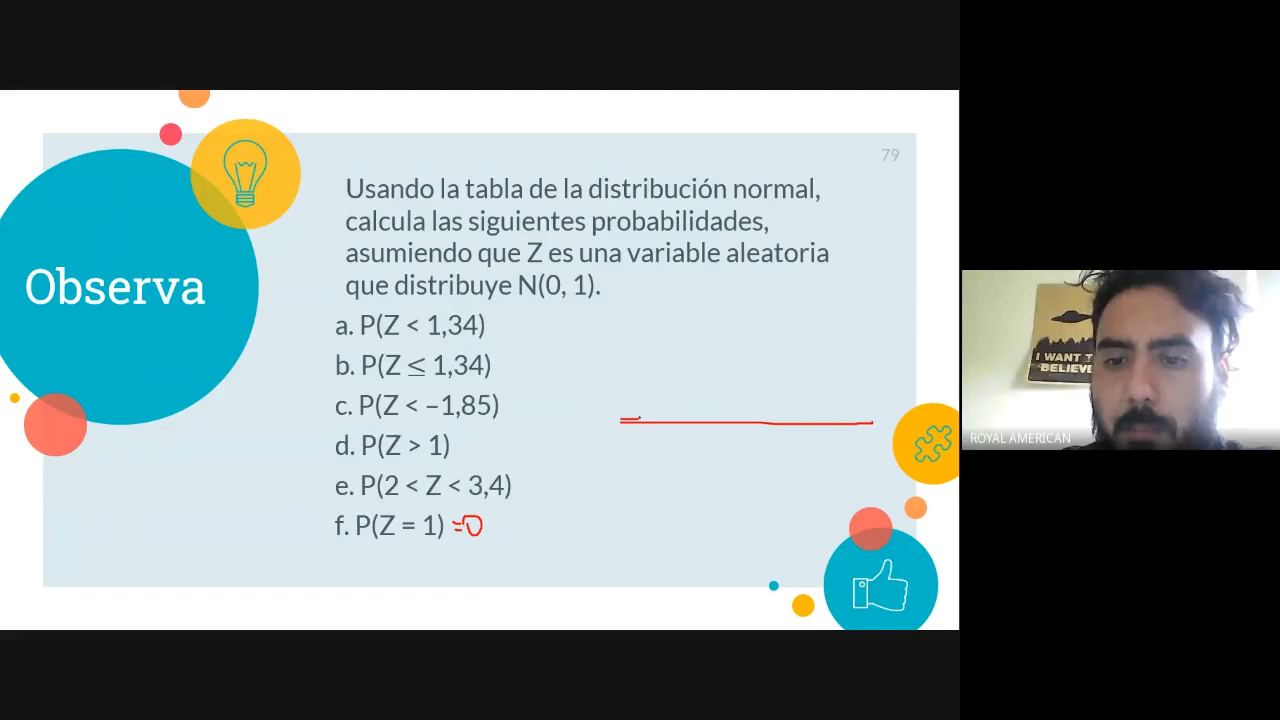 79
Usando la tabla de la distribución normal,
calcula las siguientes probabilidades,
asumiendo que Z es una variable aleatoria
que distribuye N(0, 1).
Observa
a. P(Z < 1,34)
b. P(Z ≤ 1,34)
c. P(Z < –1,85)
d. P(Z > 1)
e. P(2 < Z < 3,4)
f. P(Z = 1) =0
I WANT T
BELIEVE
ROYAL AMERICAN